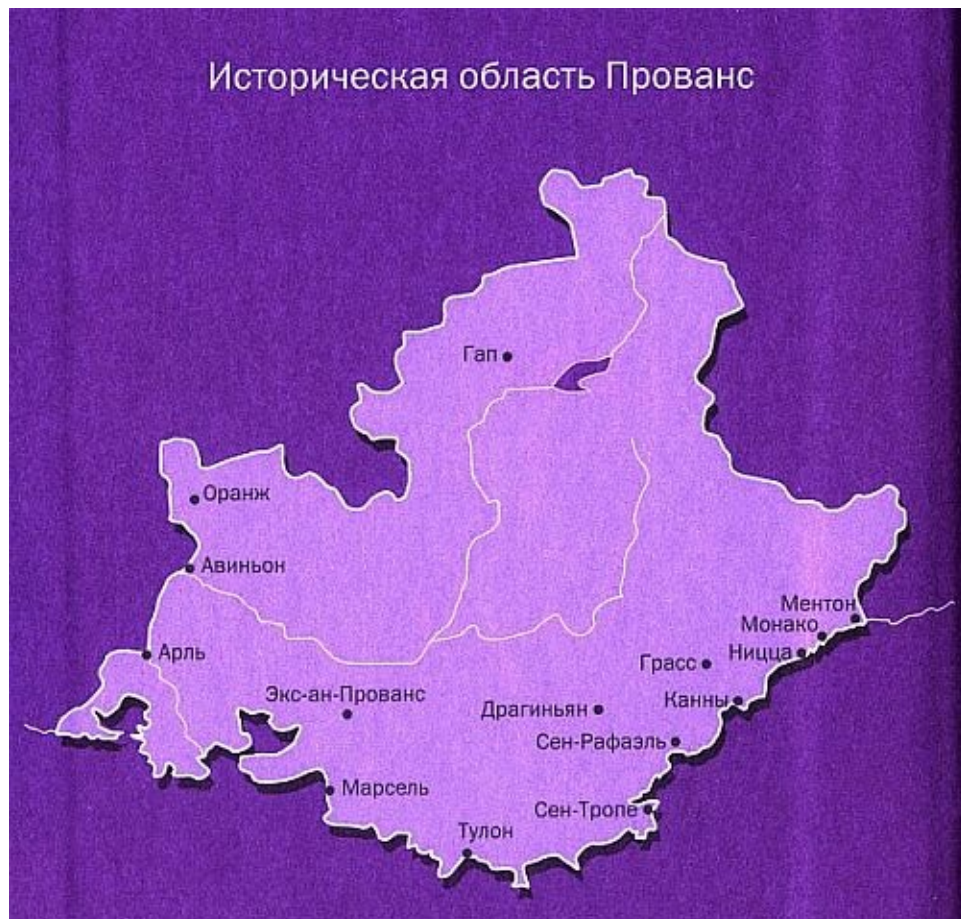 Историческая область Прованс
Гап
Оранж
Авиньон
Ментон
Монако
Ницца
Арль
Грасс
Экс-ан-Прованс
Канны
Драгиньян
Сен-Рафаэль
Марсель
Сен-Тропе
Тулон